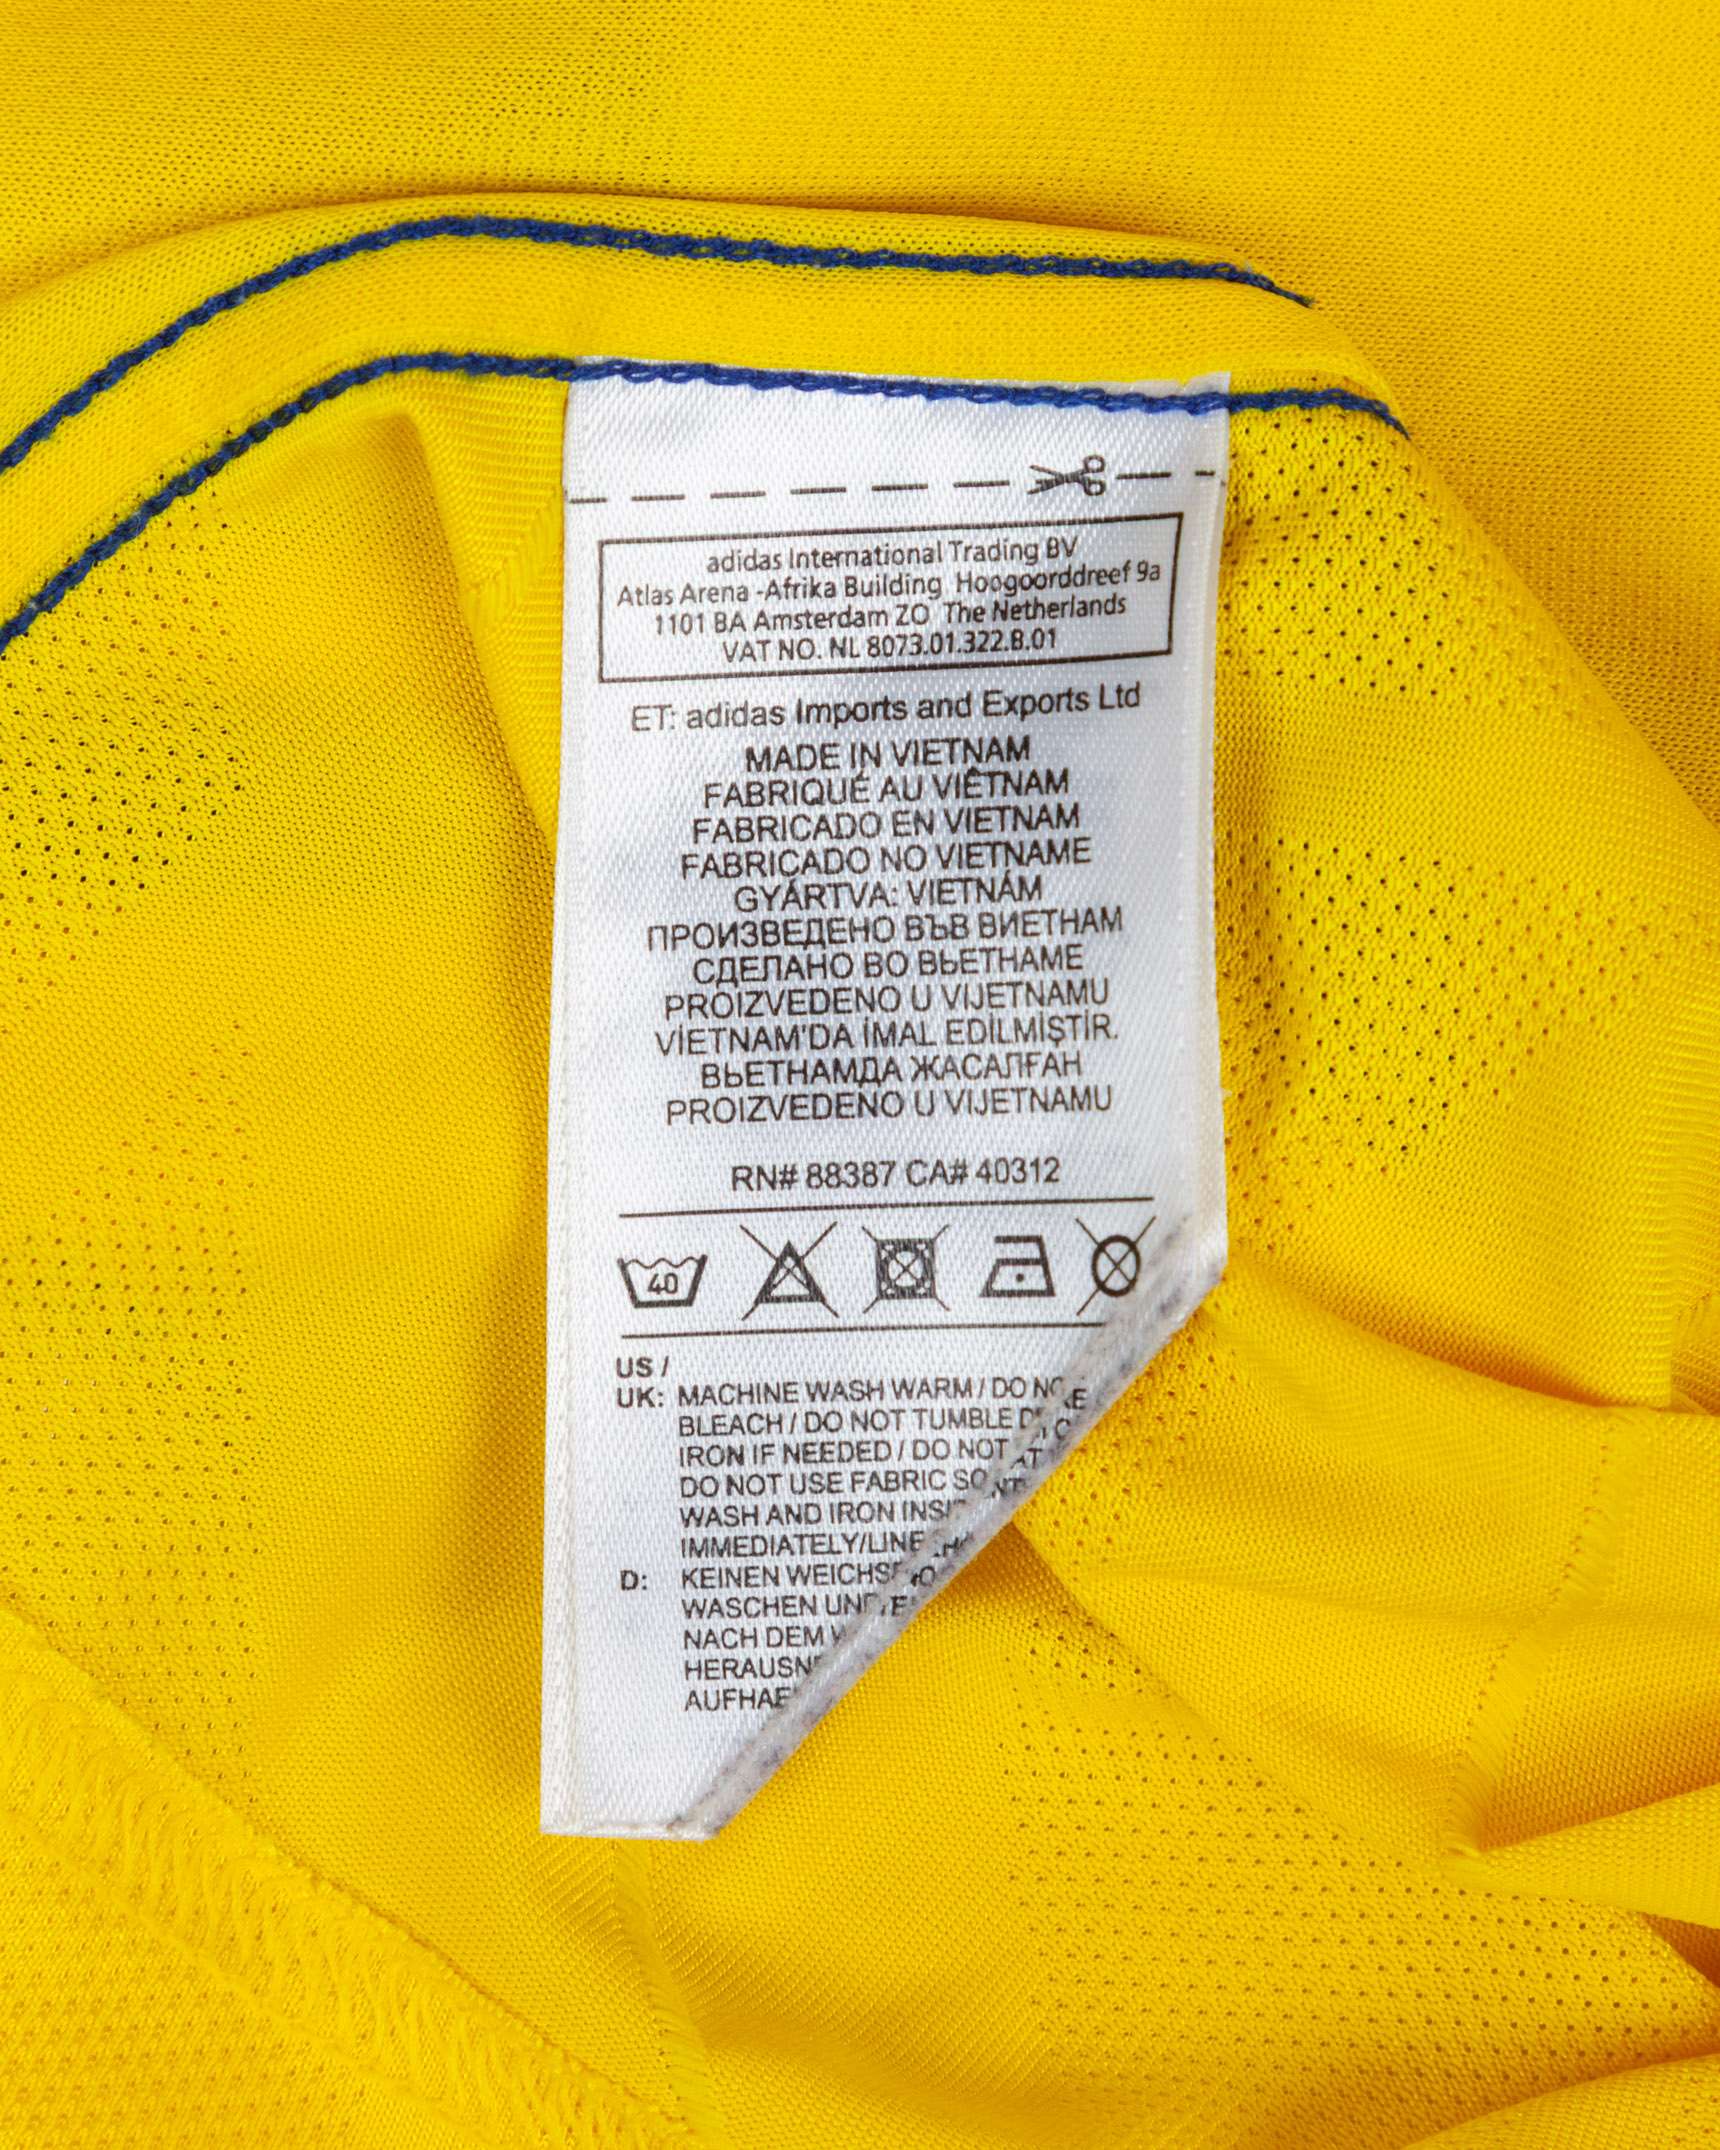 adidas International Trading BV
Atlas Arena -Afrika Building Hoogoorddreef 9a
1101 BA Amsterdam ZO The Netherlands
VAT NO. NL 8073.01.322.B.01
ET: adidas Imports and Exports Ltd
MADE IN VIETNAM
FABRIQUÉ AU VIÊTNAM
FABRICADO EN VIETNAM
FABRICADO NO VIETNAME
GYÁRTVA: VIETNÁM
ПРОИЗВЕДЕНО ВЪВ ВИЕТНАМ
СДЕЛАНО ВО ВЬЕТНАМЕ
PROIZVEDENO U VIJETNAMU
VİETNAM'DA İMAL EDİLMİŞTİR.
ВЬЕТНАМДА ЖАСАЛҒАН
PROIZVEDENO U VIJETNAMU
RN# 88387 CA# 40312
40
US /
UK: MACHINE WASH WARM / DO
BLEACH / DO NOT TUMBLE
IRON IF NEEDED / DO NOT
DO NOT USE FABRIC
WASH AND IRON
IMMEDIATELY/LINE
D: KEINEN
WASCHEN
NACH DEM